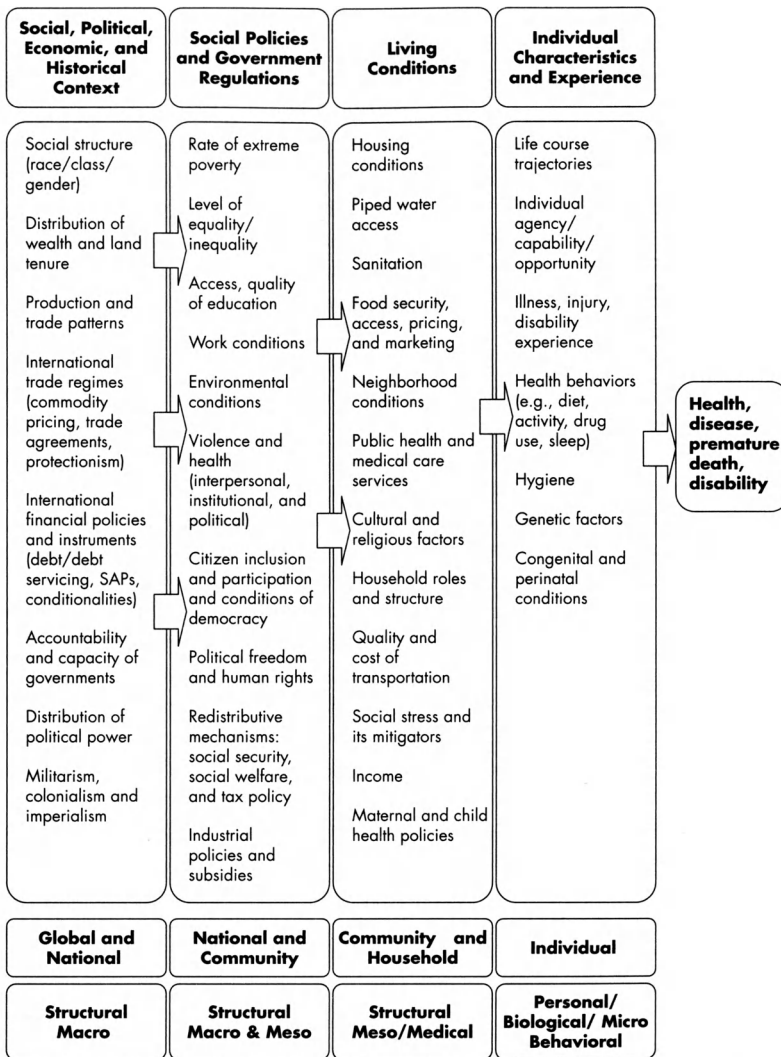 Social, Political,
Economic, and
Historical
Context
Social Policies
and Government
Regulations
Living
Conditions
Individual
Characteristics
and Experience
Social structure
(race/class/
gender)
Distribution of
wealth and land
tenure
Production and
trade patterns
International
trade regimes
(commodity
pricing, trade
agreements,
protectionism)
International
financial policies
and instruments
(debt/debt
servicing, SAPs,
conditionalities)
Accountability
and capacity of
governments
Distribution of
political power
Militarism,
colonialism and
imperialism
Rate of extreme
poverty
Level of
equality/
inequality
Access, quality
of education
Work conditions
Environmental
conditions
Violence and
health
(interpersonal,
institutional, and
political)
Citizen inclusion
and participation
and conditions of
democracy
Political freedom
and human rights
Redistributive
mechanisms:
social security,
social welfare,
and tax policy
Industrial
policies and
subsidies
Housing
conditions
Piped water
access
Sanitation
Food security,
access, pricing,
and marketing
Neighborhood
conditions
Public health and
medical care
services
Cultural and
religious factors
Household roles
and structure
Quality and
cost of
transportation
Social stress and
its mitigators
Income
Maternal and child
health policies
Life course
trajectories
Individual
agency/
capability/
opportunity
Illness, injury,
disability
experience
Health behaviors
(e.g., diet,
activity, drug
use, sleep)
Hygiene
Genetic factors
Congenital and
perinatal
conditions
Health,
disease,
premature
death,
disability
Global and
National
National and
Community
Community and
Household
Individual
Structural
Macro
Structural
Macro & Meso
Structural
Meso/Medical
Personal/
Biological/ Micro
Behavioral